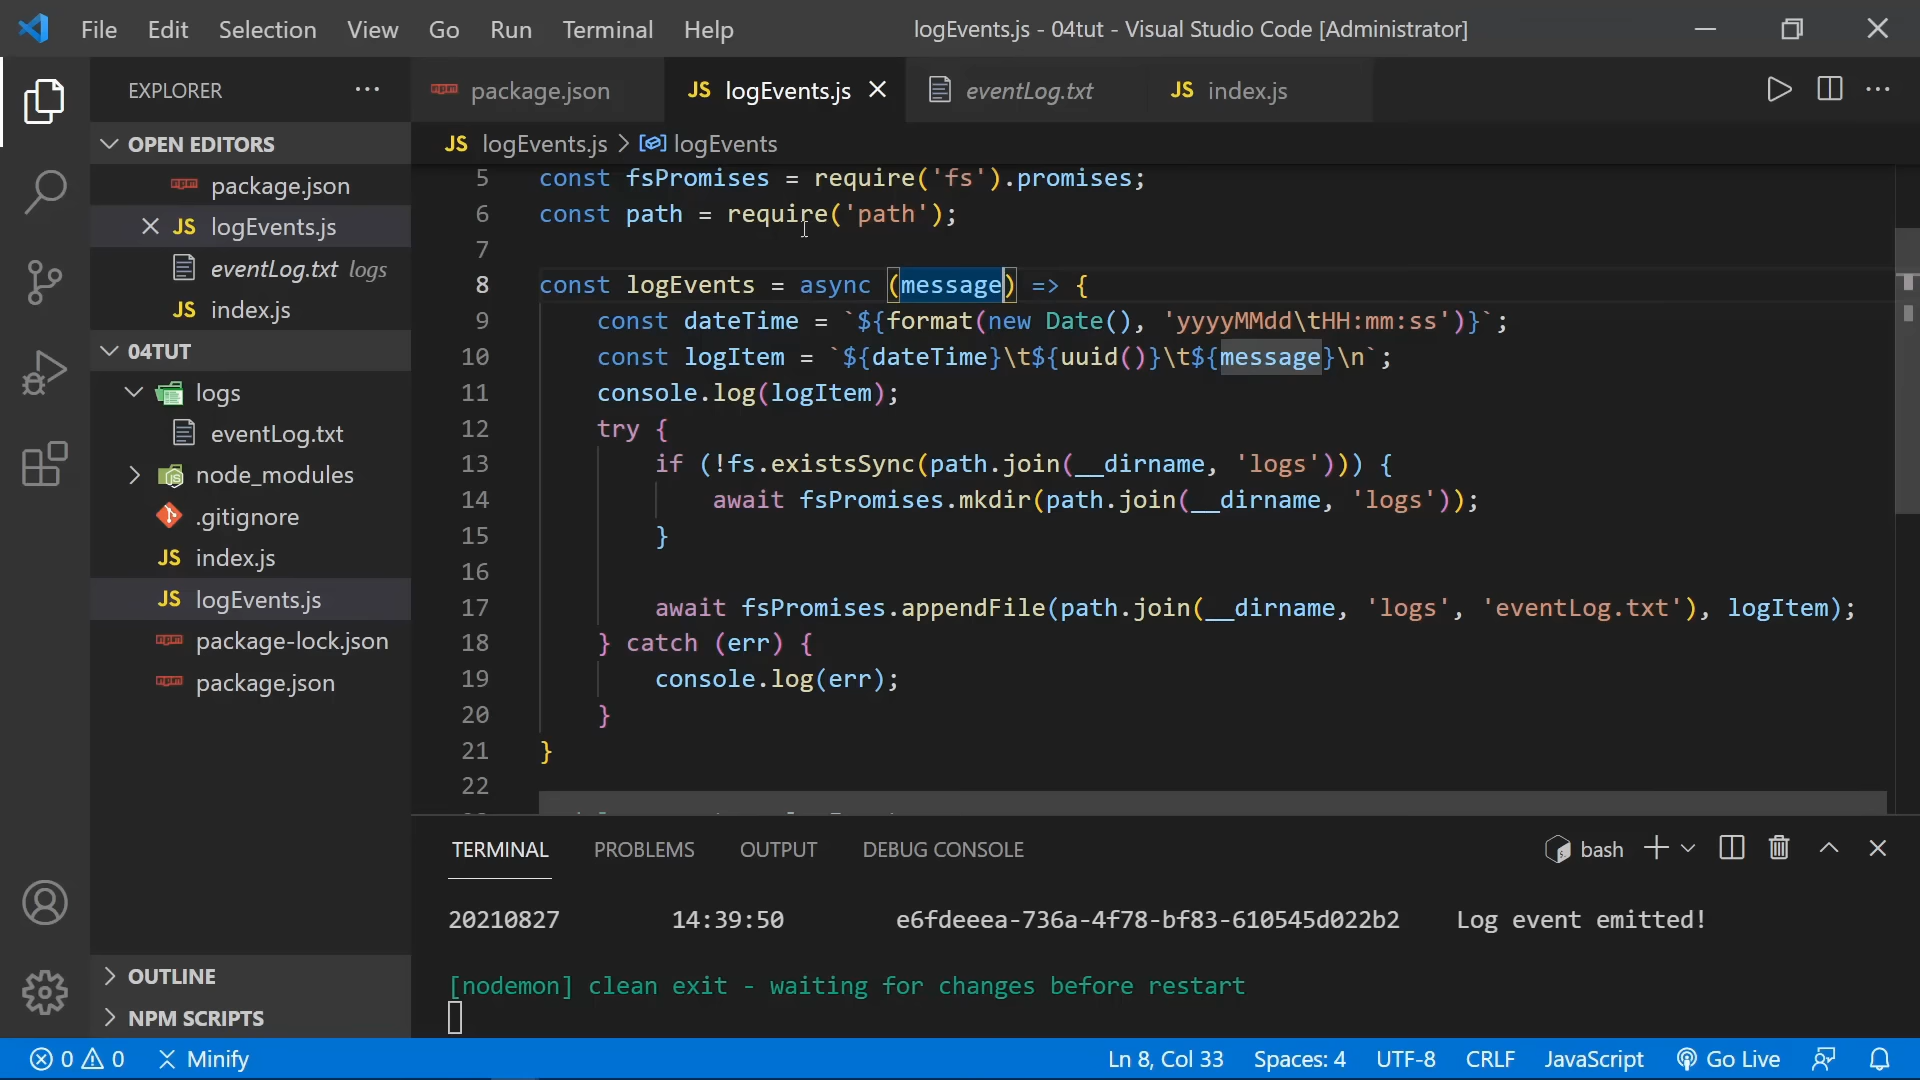 File Edit Selection View Go Run Terminal Help logEvents.js - 04tut - Visual Studio Code [Administrator]
EXPLORER
OPEN EDITORS
package.json
JS logEvents.js
eventLog.txt logs
JS index.js
04TUT
logs
eventLog.txt
node_modules
.gitignore
JS index.js
JS logEvents.js
package-lock.json
package.json
OUTLINE
NPM SCRIPTS
package.json JS logEvents.js eventLog.txt JS index.js
JS logEvents.js > logEvents
5 const fsPromises = require('fs').promises;
6 const path = require('path');
7
8 const logEvents = async (message) => {
9 const dateTime = `${format(new Date(), 'yyyyMMdd\tHH:mm:ss')}`;
10 const logItem = `${dateTime}\t${uuid()}\t${message}\n`;
11 console.log(logItem);
12 try {
13 if (!fs.existsSync(path.join(__dirname, 'logs'))) {
14 await fsPromises.mkdir(path.join(__dirname, 'logs'));
15 }
16
17 await fsPromises.appendFile(path.join(__dirname, 'logs', 'eventLog.txt'), logItem);
18 } catch (err) {
19 console.log(err);
20 }
21 }
22
TERMINAL PROBLEMS OUTPUT DEBUG CONSOLE bash
20210827 14:39:50 e6fdeeea-736a-4f78-bf83-610545d022b2 Log event emitted!
[nodemon] clean exit - waiting for changes before restart
0 0 Minify Ln 8, Col 33 Spaces: 4 UTF-8 CRLF JavaScript Go Live